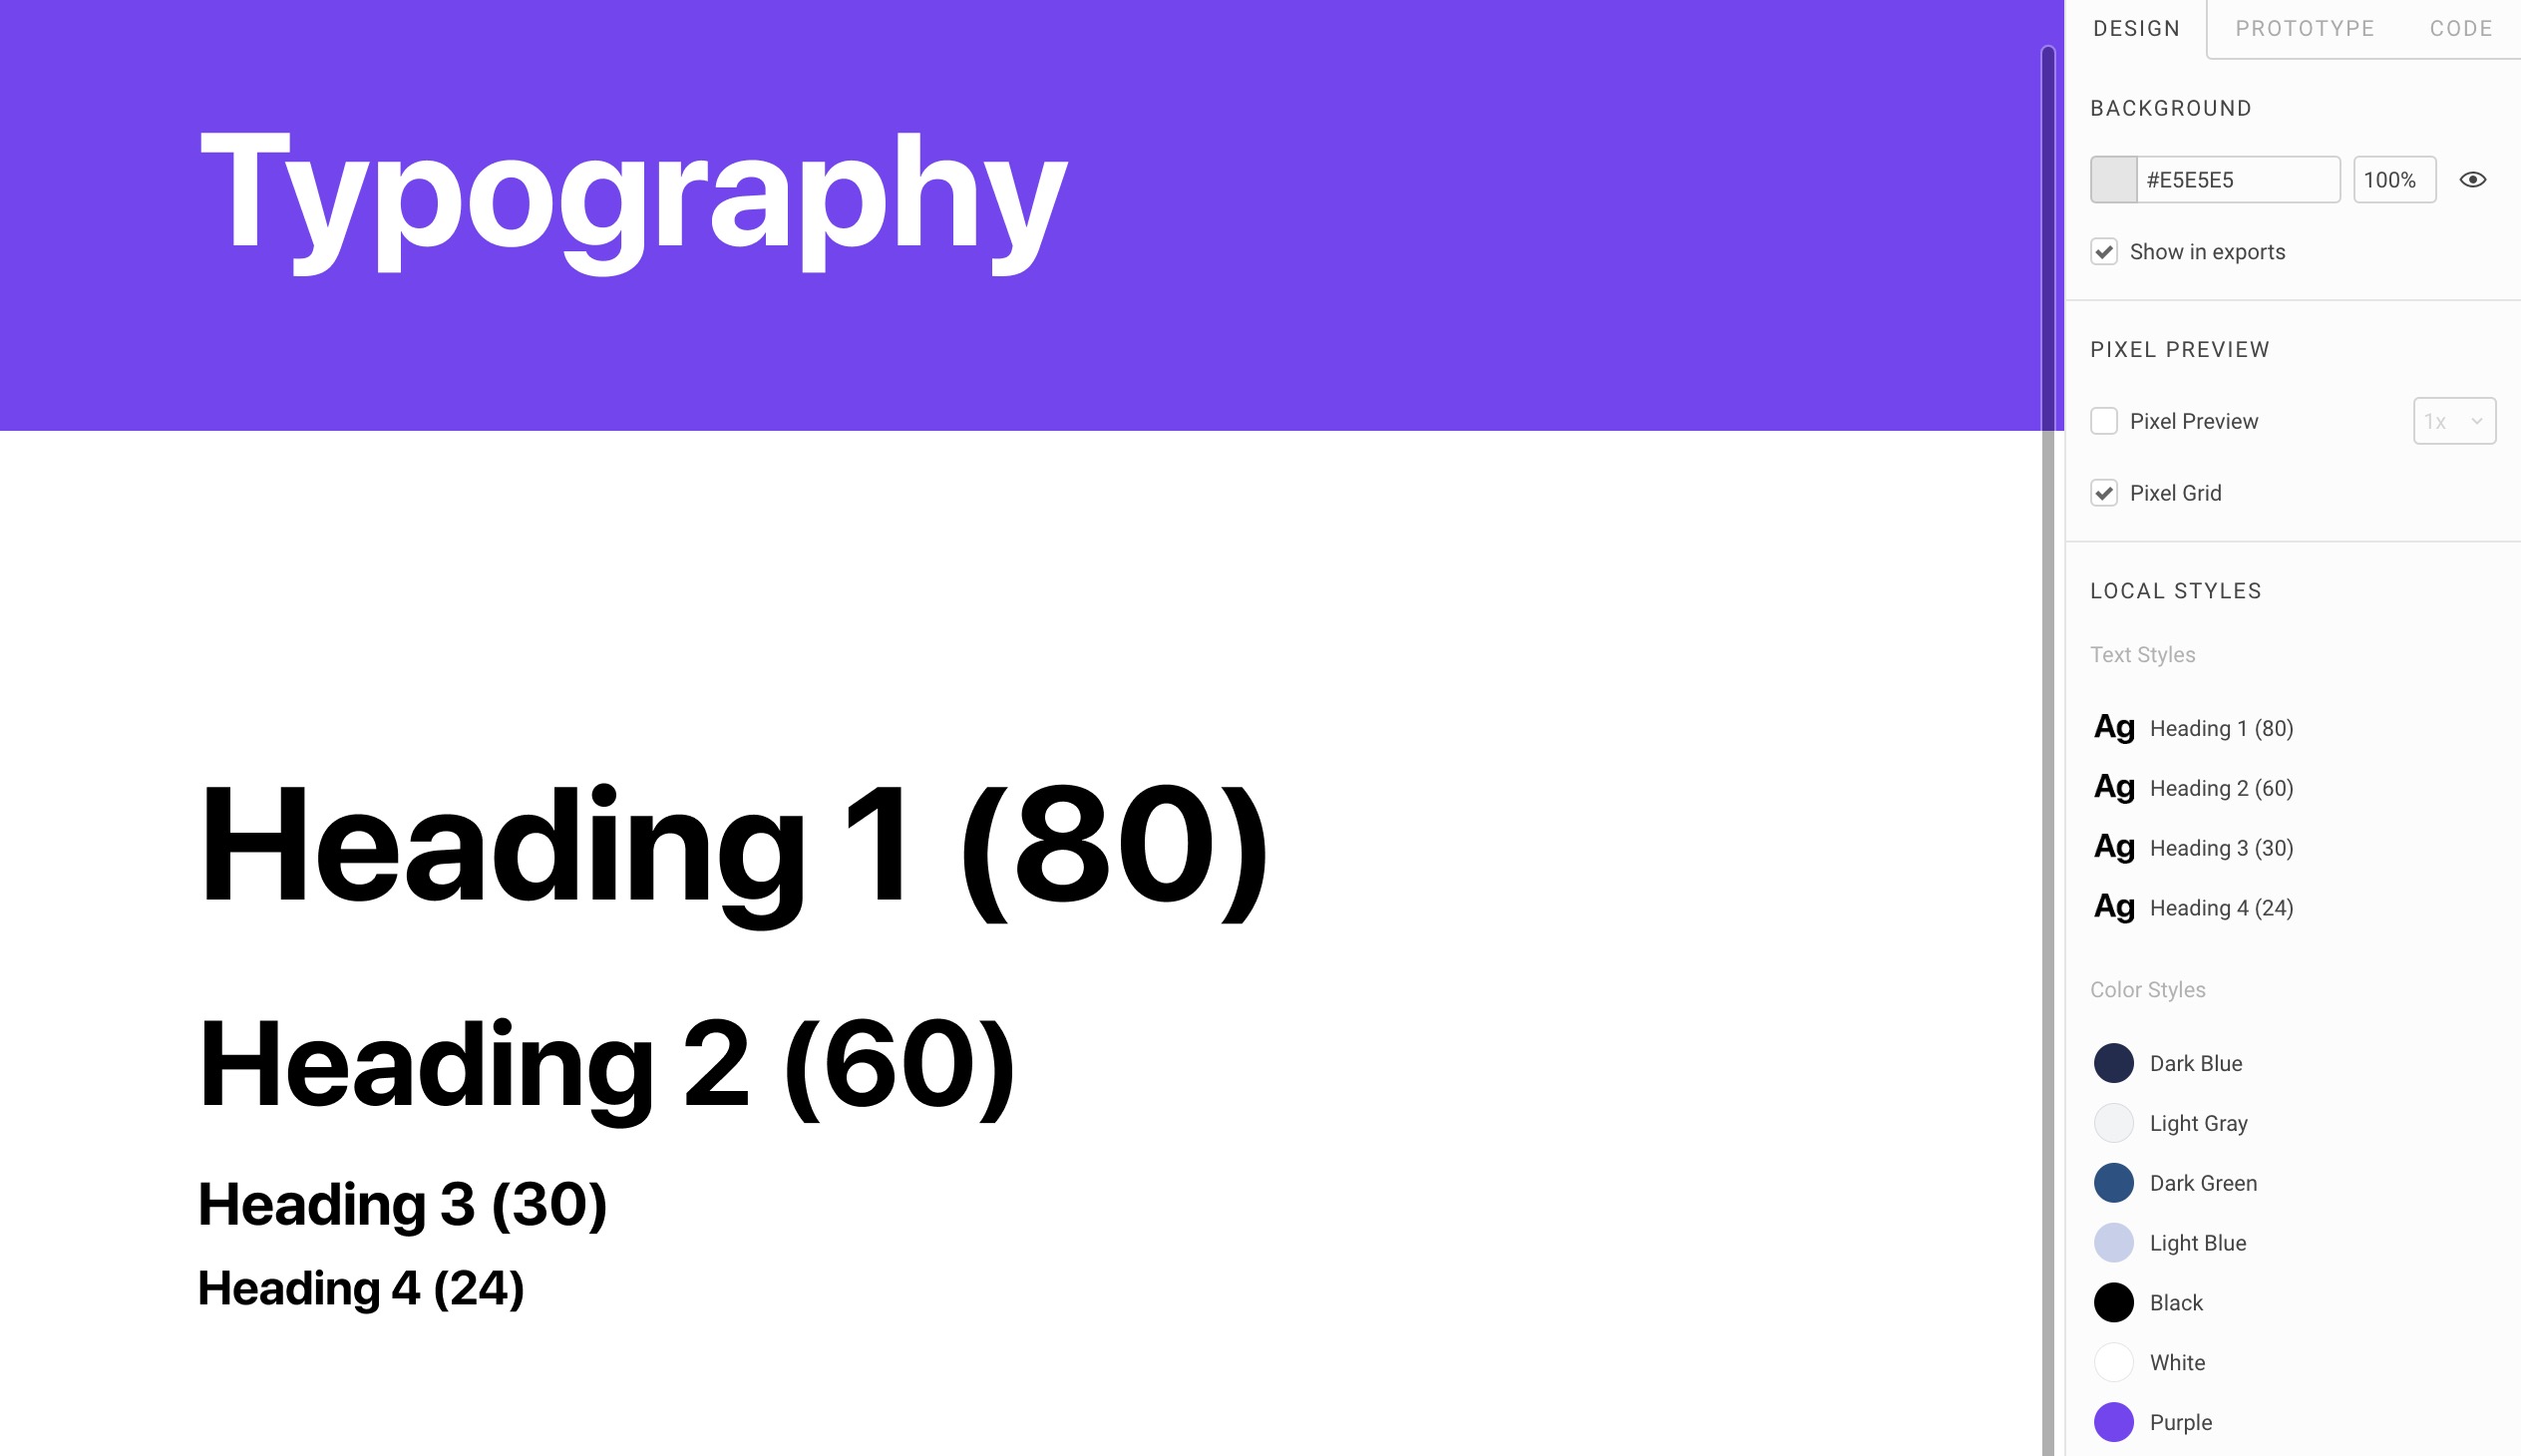 Typography
Heading 1 (80)
Heading 2 (60)
Heading 3 (30)
Heading 4 (24)
DESIGN PROTOTYPE CODE
BACKGROUND
#E5E5E5 100%
Show in exports
PIXEL PREVIEW
Pixel Preview 1x
Pixel Grid
LOCAL STYLES
Text Styles
Ag Heading 1 (80)
Ag Heading 2 (60)
Ag Heading 3 (30)
Ag Heading 4 (24)
Color Styles
Dark Blue
Light Gray
Dark Green
Light Blue
Black
White
Purple